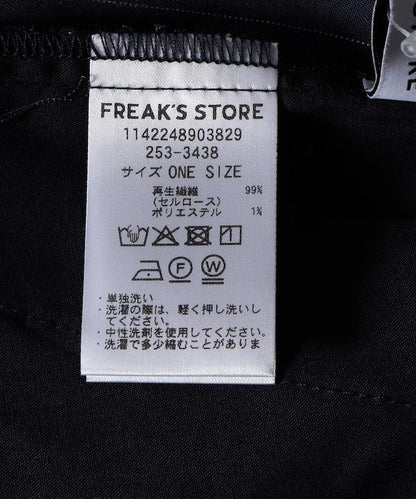 FREAK'S STORE
1142248903829
253-3438
サイズ ONE SIZE
再生繊維 99%
(セルロース)
ポリエステル 1%
F W
・単独洗い
・洗濯の際は、軽く押し洗いし
てください。
・中性洗剤を使用してください。
・洗濯で多少縮むことがありま